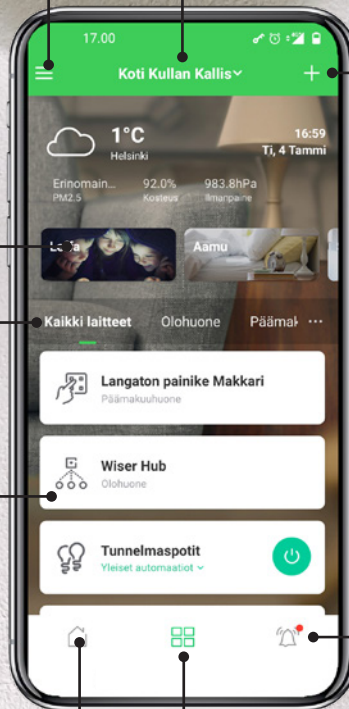 17.00
Koti Kullan Kallis
1°C
16:59
Helsinki
Ti, 4 Tammi
Erinomain... 92.0% 983.8hPa
PM2.5 Kosteus Ilmanpaine
Aamu
Kaikki laitteet Olohuone Päämak ...
Langaton painike Makkari
Päämakuuhuone
Wiser Hub
Olohuone
Tunnelmaspotit
Yleiset automaatiot